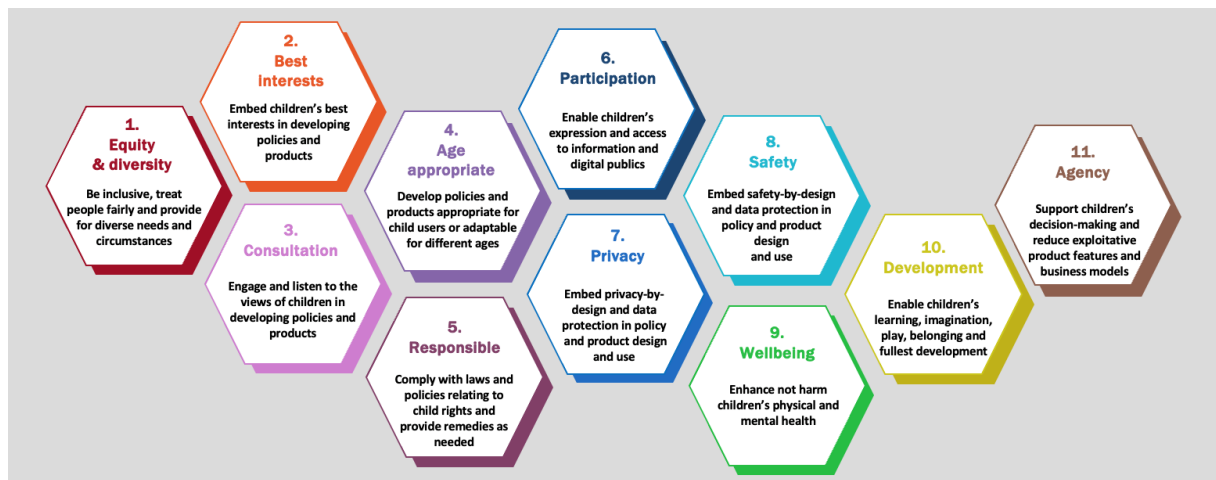 1.
Equity
& diversity
Be inclusive, treat
people fairly and provide
for diverse needs and
circumstances
2.
Best
interests
Embed children's best
interests in developing
policies and
products
3.
Consultation
Engage and listen to the
views of children in
developing policies and
products
4.
Age
appropriate
Develop policies and
products appropriate for
child users or adaptable
for different ages
5.
Responsible
Comply with laws and
policies relating to
child rights and
provide remedies as
needed
6.
Participation
Enable children's
expression and access
to information and
digital publics
7.
Privacy
Embed privacy-by-
design and data
protection in policy
and product design
and use
8.
Safety
Embed safety-by-design
and data protection in
policy and product
design
and use
9.
Wellbeing
Enhance not harm
children's physical and
mental health
10.
Development
Enable children's
learning, imagination,
play, belonging and
fullest development
11.
Agency
Support children's
decision-making and
reduce exploitative
product features and
business models